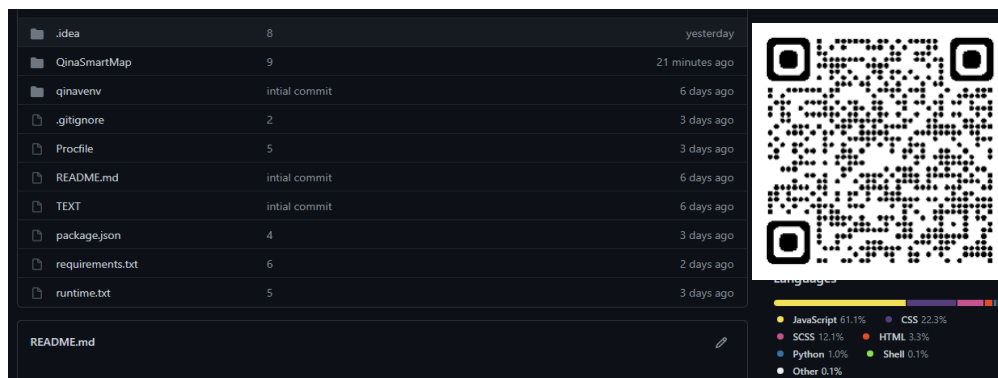 .idea 8 yesterday
QinaSmartMap 9 21 minutes ago
qinavenv intial commit 6 days ago
.gitignore 2 3 days ago
Procfile 5 3 days ago
README.md intial commit 6 days ago
TEXT intial commit 6 days ago
package.json 4 3 days ago
requirements.txt 6 2 days ago
runtime.txt 5 3 days ago
README.md
Languages
JavaScript 61.1% CSS 22.3%
SCSS 12.1% HTML 3.3%
Python 1.0% Shell 0.1%
Other 0.1%